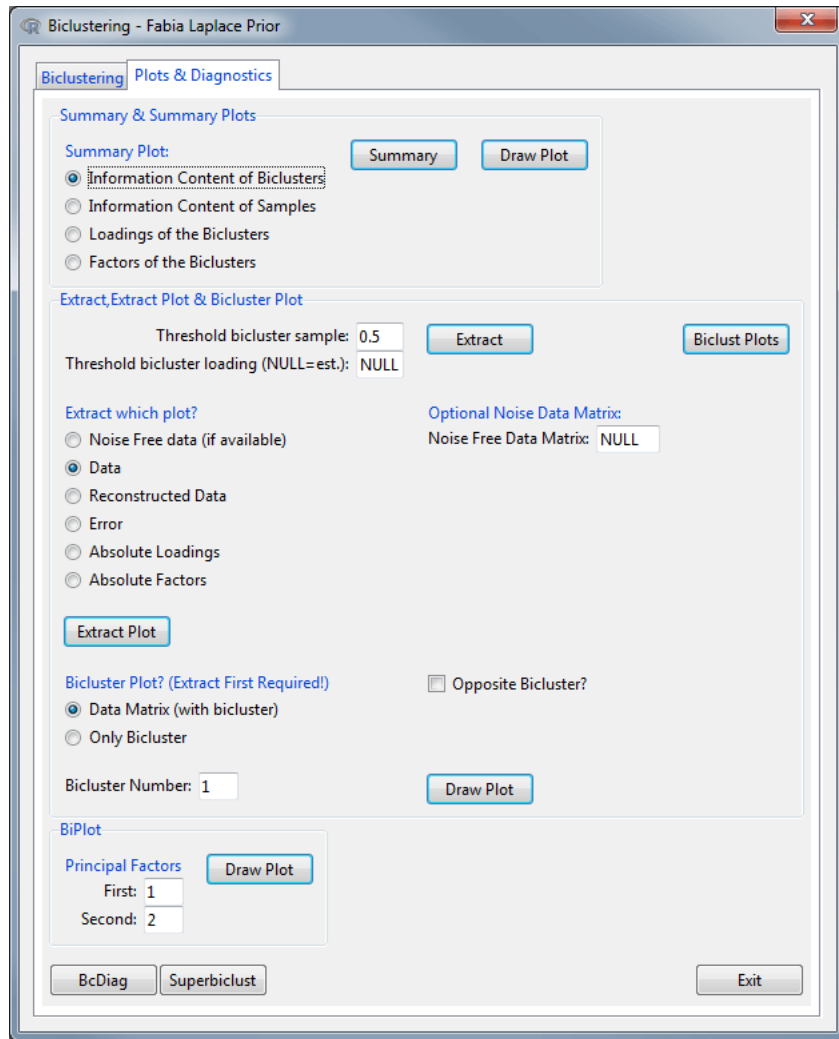 Biclustering - Fabia Laplace Prior
Biclustering Plots & Diagnostics
Summary & Summary Plots
Summary Plot: Summary Draw Plot
Information Content of Biclusters
Information Content of Samples
Loadings of the Biclusters
Factors of the Biclusters
Extract,Extract Plot & Bicluster Plot
Threshold bicluster sample: 0.5 Extract Biclust Plots
Threshold bicluster loading (NULL=est.): NULL
Extract which plot? Optional Noise Data Matrix:
Noise Free data (if available) Noise Free Data Matrix: NULL
Data
Reconstructed Data
Error
Absolute Loadings
Absolute Factors
Extract Plot
Bicluster Plot? (Extract First Required!) Opposite Bicluster?
Data Matrix (with bicluster)
Only Bicluster
Bicluster Number: 1 Draw Plot
BiPlot
Principal Factors Draw Plot
First: 1
Second: 2
BcDiag Superbiclust Exit